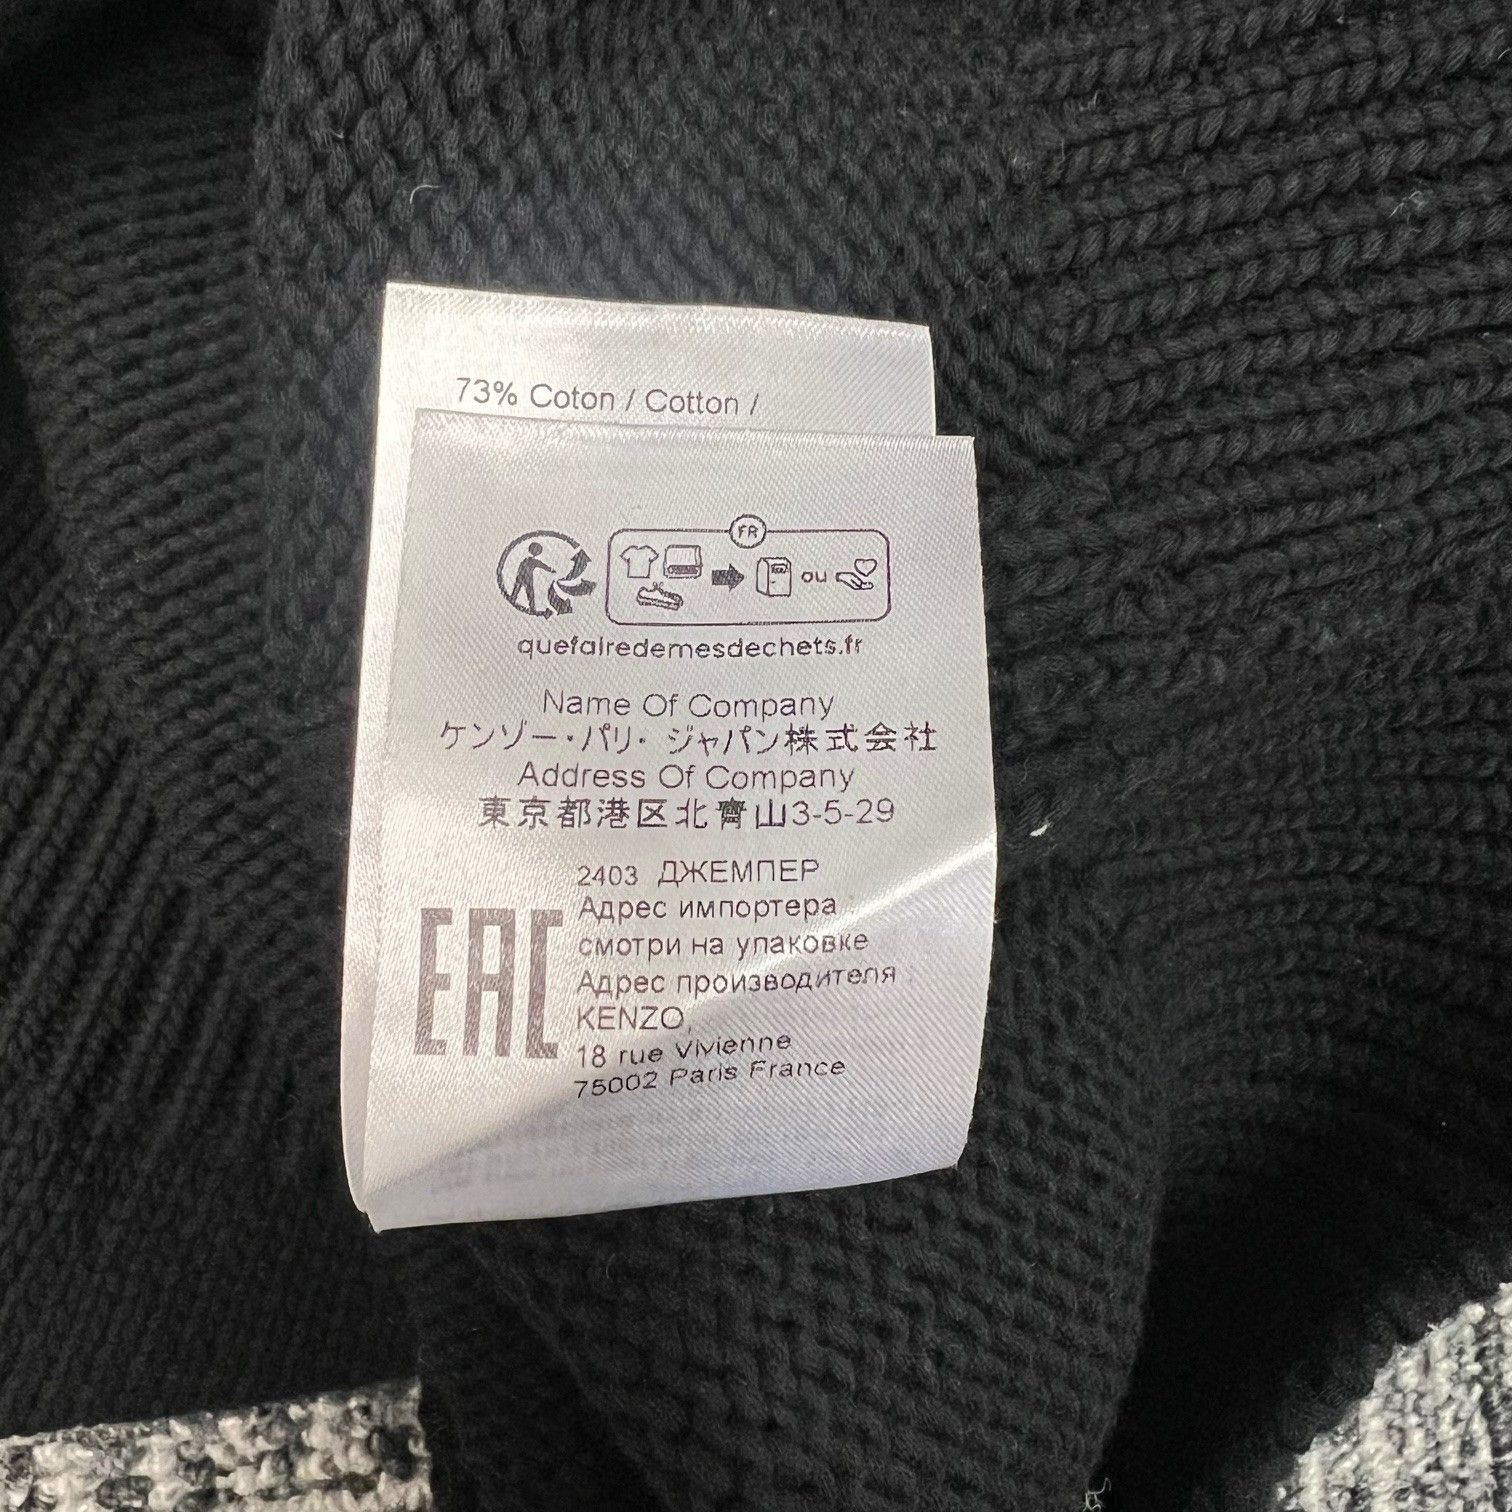 73% Coton / Cotton /
FR
ou
quefairedemesdechets.fr
Name Of Company
ケンゾー・パリ・ジャパン株式会社
Address Of Company
東京都港区北青山3-5-29
2403 ДЖЕМПЕР
Адрес импортера :
смотри на упаковке
Адрес производителя :
EAC
KENZO,
18 rue Vivienne
75002 Paris France